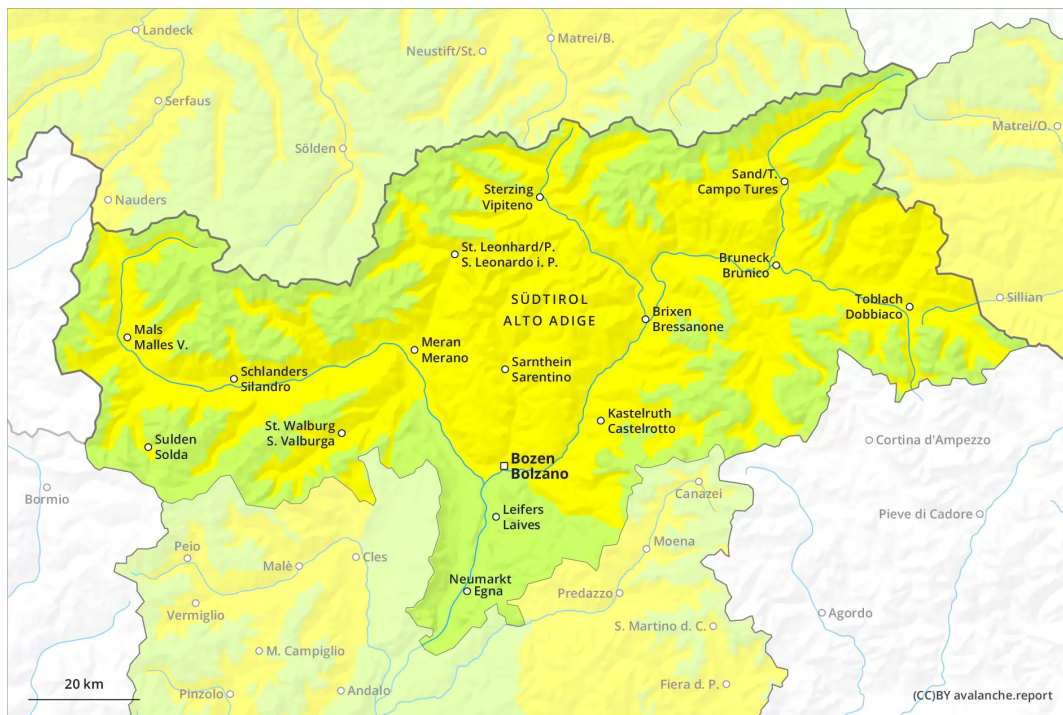 Landeck
Matrei/B.
Neustift/St.
Serfaus
Matrei/O.
Sölden
Sand/T.
Campo Tures
Sterzing
Vipiteno
Nauders
St. Leonhard/P.
S. Leonardo i. P.
Bruneck
Brunico
SÜDTIROL
ALTO ADIGE
Toblach
Dobbiaco
Sillian
Brixen
Bressanone
Mals
Malles V.
Meran
Merano
Sarnthein
Sarentino
Schlanders
Silandro
Kastelruth
Castelrotto
St. Walburg
S. Valburga
Sulden
Solda
Cortina d'Ampezzo
Bozen
Bolzano
Bormio
Canazei
Leifers
Laives
Pieve di Cadore
Moena
Peio
Cles
Malè
Neumarkt
Egna
Predazzo
Vermiglio
Agordo
S. Martino d. C.
M. Campiglio
20 km
Pinzolo
Andalo
Fiera d. P.
(CC)BY avalanche.report